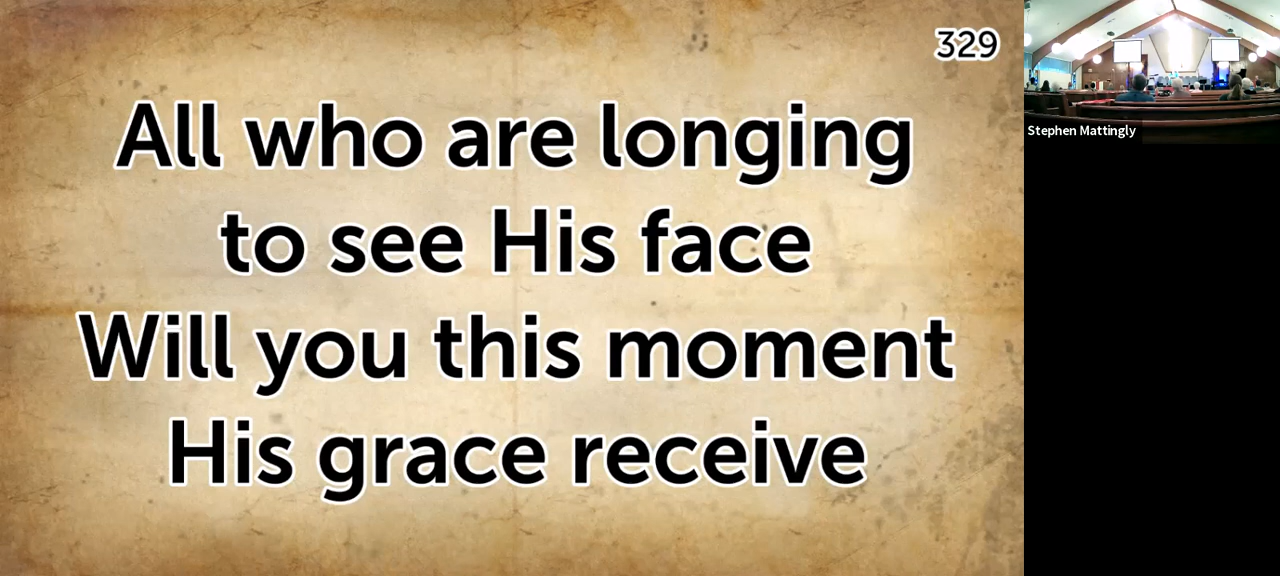 329
All who are longing
to see His face
Will you this moment
His grace receive
Stephen Mattingly